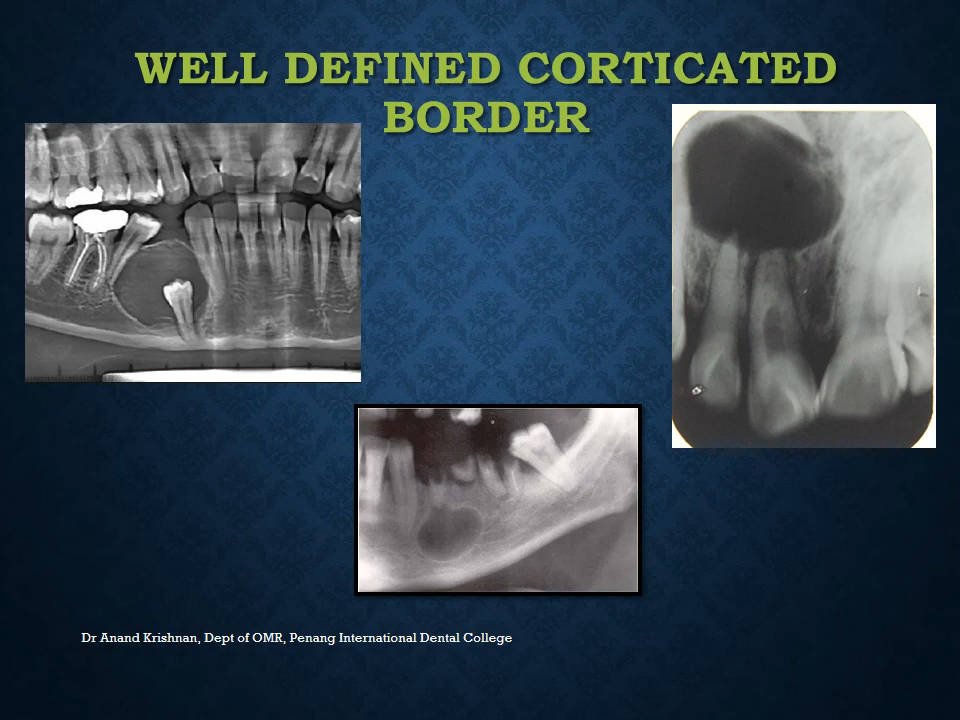 WELL DEFINED CORTICATED
BORDER
Dr Anand Krishnan, Dept of OMR, Penang International Dental College